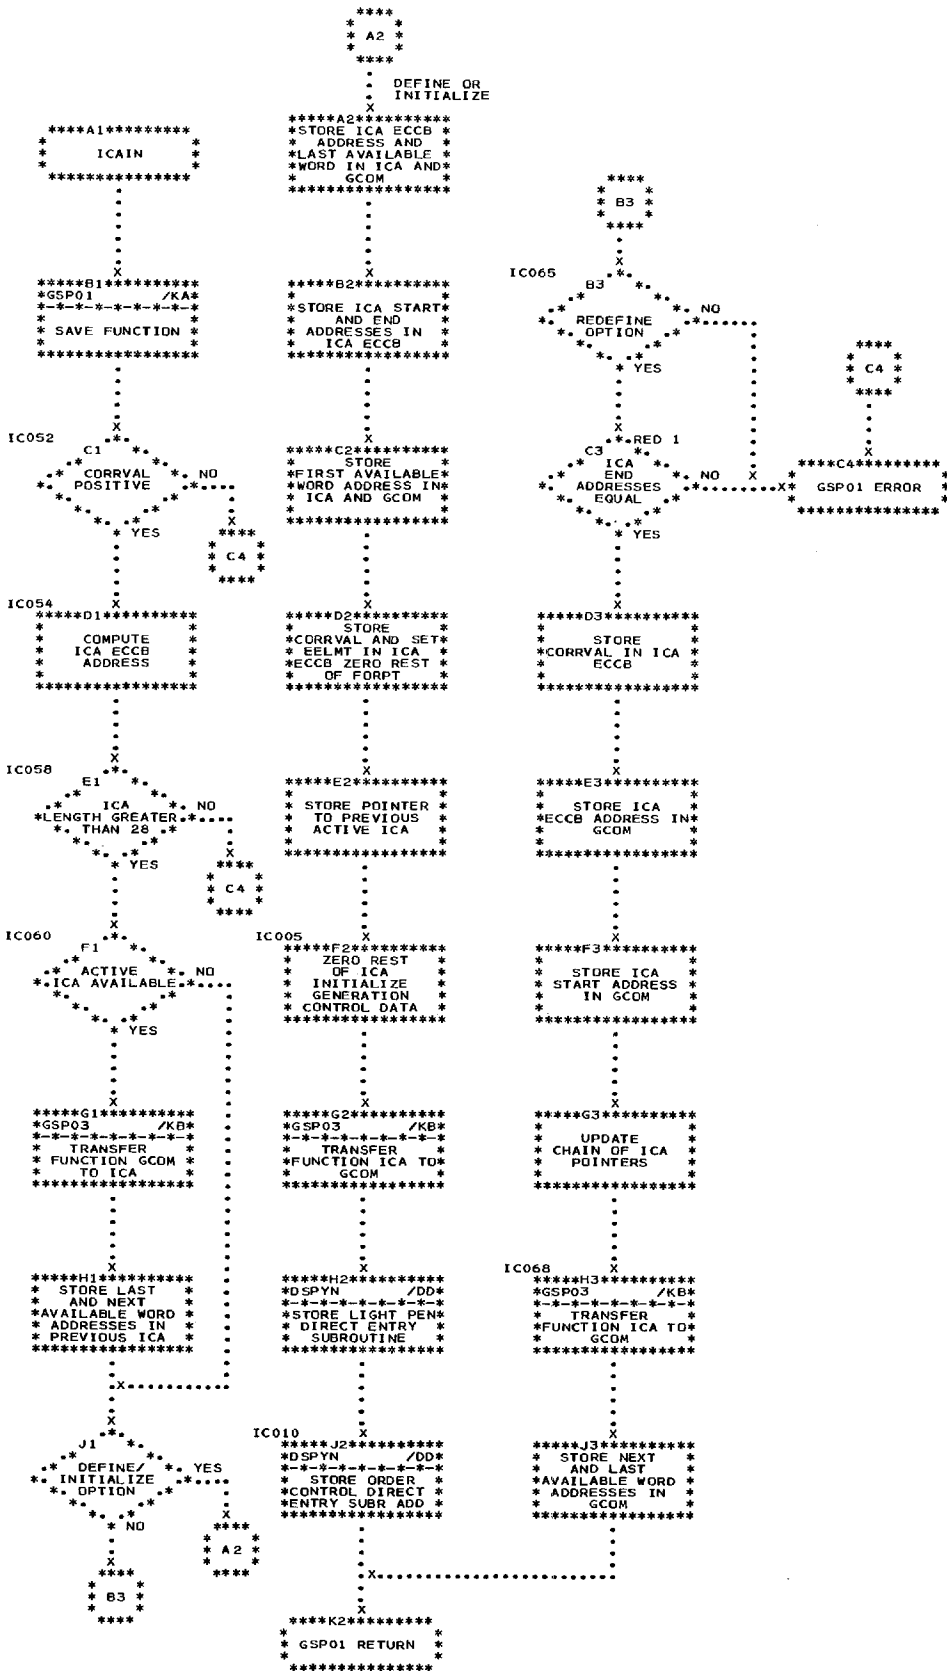 A2
DEFINE OR
INITIALIZE
A1
ICAIN
A2
STORE ICA ECCB
ADDRESS AND
LAST AVAILABLE
WORD IN ICA AND
GCOM
B3
B1
GSP01 /KA
SAVE FUNCTION
B2
STORE ICA START
AND END
ADDRESSES IN
ICA ECCB
IC065
B3
REDEFINE
OPTION
NO
YES
C4
IC052
C1
CORRVAL
POSITIVE
NO
YES
C4
C2
STORE
FIRST AVAILABLE
WORD ADDRESS IN
ICA AND GCOM
RED 1
C3
ICA
END
ADDRESSES
EQUAL
NO
YES
C4
GSP01 ERROR
IC054
D1
COMPUTE
ICA ECCB
ADDRESS
D2
STORE
CORRVAL AND SET
EELMT IN ICA
ECCB ZERO REST
OF FORPT
D3
STORE
CORRVAL IN ICA
ECCB
IC058
E1
ICA
LENGTH GREATER
THAN 28
NO
YES
C4
E2
STORE POINTER
TO PREVIOUS
ACTIVE ICA
E3
STORE ICA
ECCB ADDRESS IN
GCOM
IC060
F1
ACTIVE
ICA AVAILABLE
NO
YES
IC005
F2
ZERO REST
OF ICA
INITIALIZE
GENERATION
CONTROL DATA
F3
STORE ICA
START ADDRESS
IN GCOM
G1
GSP03 /KB
TRANSFER
FUNCTION GCOM
TO ICA
G2
GSP03 /KB
TRANSFER
FUNCTION ICA TO
GCOM
G3
UPDATE
CHAIN OF ICA
POINTERS
H1
STORE LAST
AND NEXT
AVAILABLE WORD
ADDRESSES IN
PREVIOUS ICA
H2
DSPYN /DD
STORE LIGHT PEN
DIRECT ENTRY
SUBROUTINE
IC068
H3
GSP03 /KB
TRANSFER
FUNCTION ICA TO
GCOM
J1
DEFINE/
INITIALIZE
OPTION
YES
NO
A2
B3
IC010
J2
DSPYN /DD
STORE ORDER
CONTROL DIRECT
ENTRY SUBR ADD
J3
STORE NEXT
AND LAST
AVAILABLE WORD
ADDRESSES IN
GCOM
K2
GSP01 RETURN